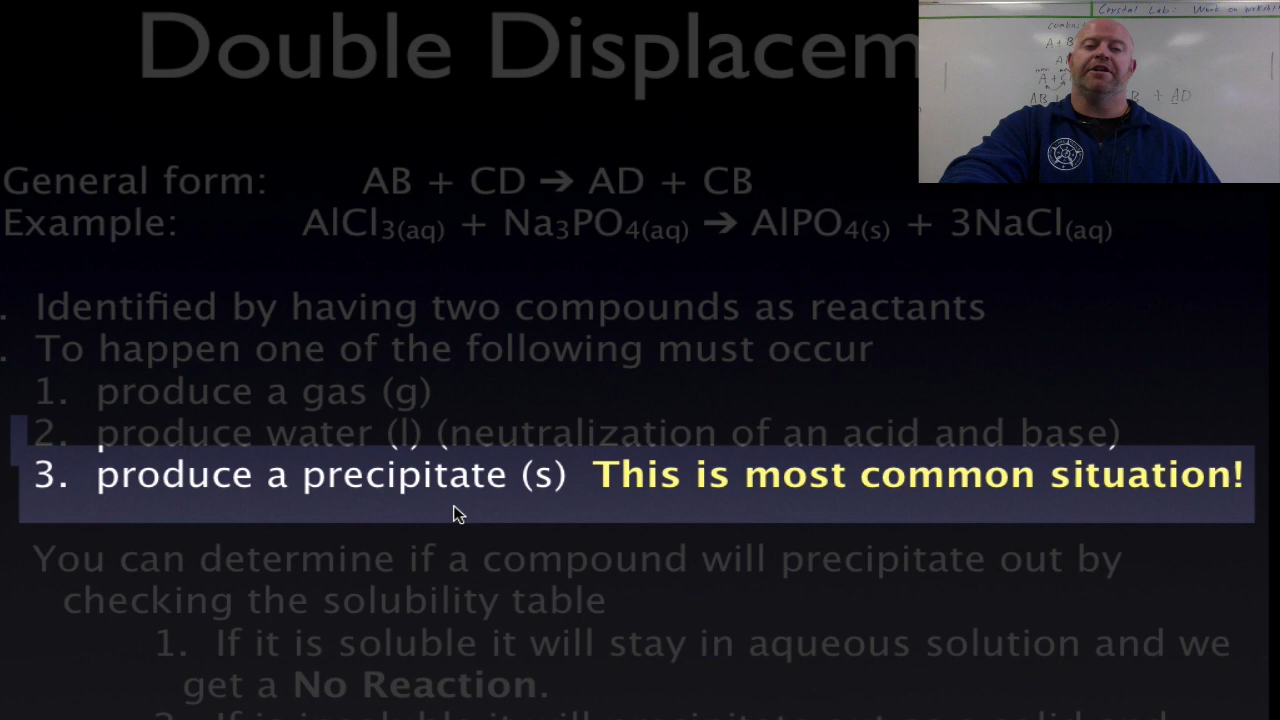 Double Displacem
Crystal Lab: Work on
A + B
General form: AB + CD ➔ AD + CB
Example: AlCl₃(aq) + Na₃PO₄(aq) ➔ AlPO₄(s) + 3NaCl(aq)
. Identified by having two compounds as reactants
. To happen one of the following must occur
1. produce a gas (g)
2. produce water (l) (neutralization of an acid and base)
3. produce a precipitate (s) This is most common situation!
You can determine if a compound will precipitate out by
checking the solubility table
1. If it is soluble it will stay in aqueous solution and we
get a No Reaction.